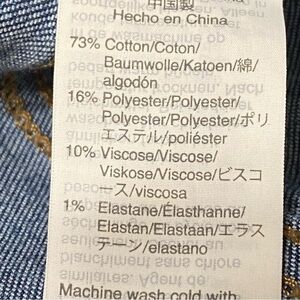 中国製
Hecho en China
73% Cotton/Coton/
Baumwolle/Katoen/綿/
algodón
16% Polyester/Polyester/
Polyester/Polyester/ポリ
エステル/poliéster
10% Viscose/Viscose/
Viskose/Viscose/ビスコ
ース/viscosa
1% Elastane/Élasthanne/
Elastan/Elastaan/エラス
テーン/elastano
Machine wash cold with